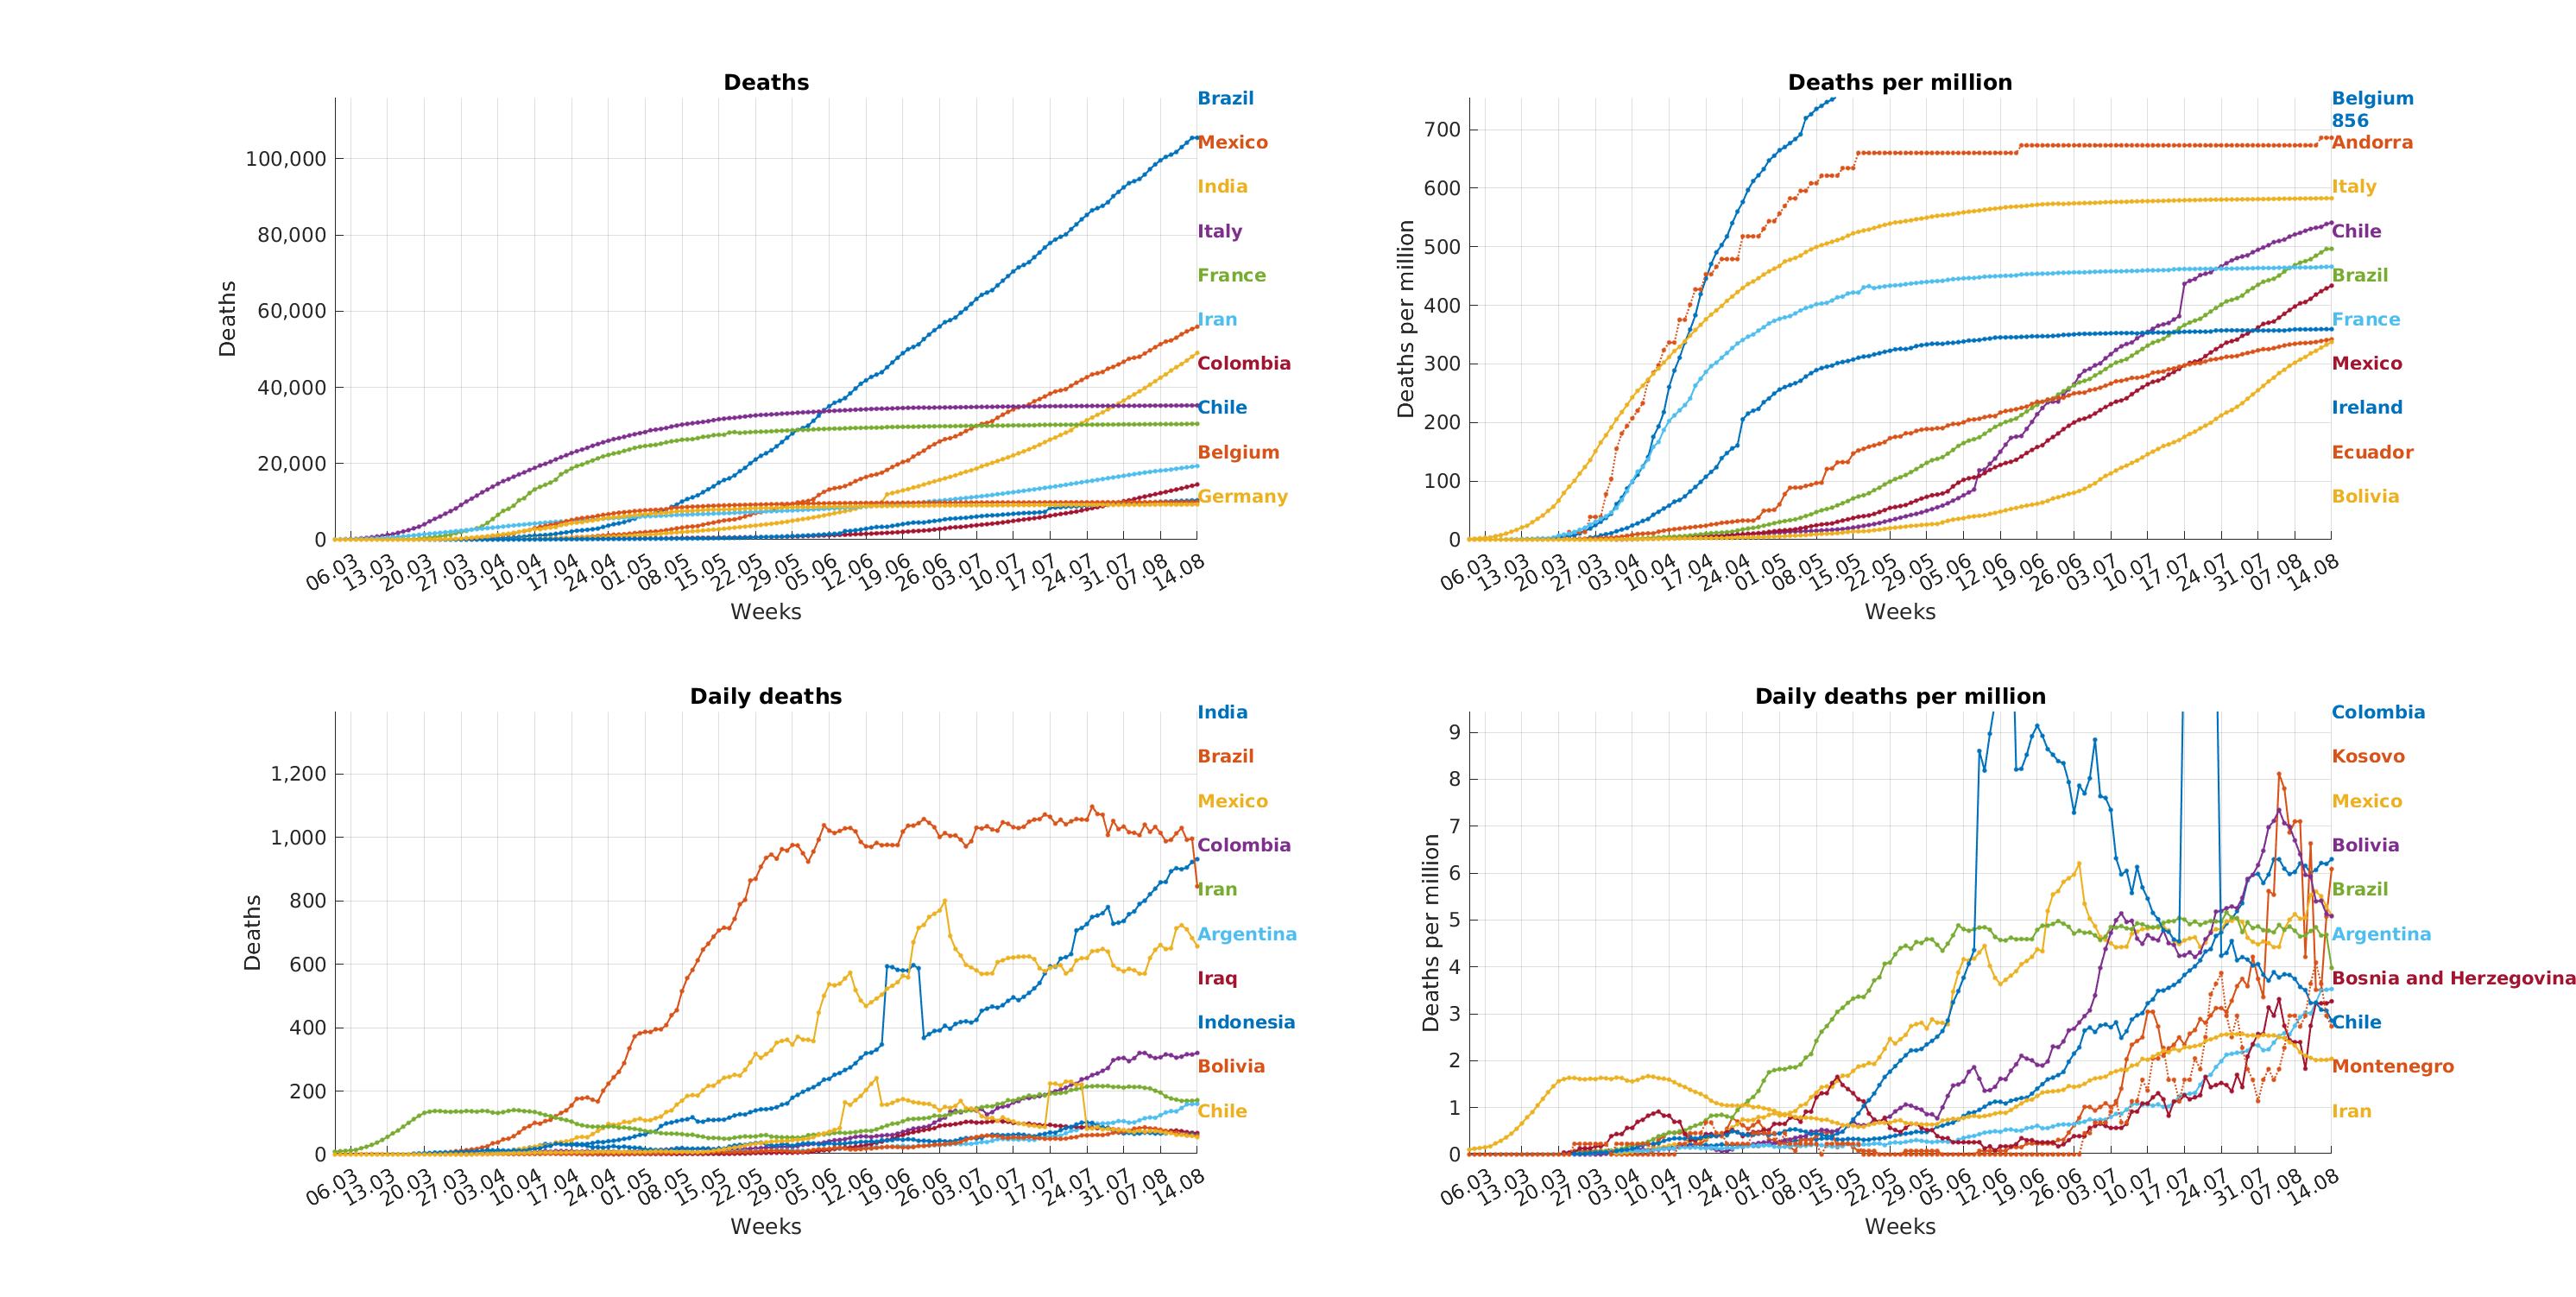 Deaths
Deaths
100,000
80,000
60,000
40,000
20,000
0
06.03
13.03
20.03
27.03
03.04
10.04
17.04
24.04
01.05
08.05
15.05
22.05
29.05
05.06
12.06
19.06
26.06
03.07
10.07
17.07
24.07
31.07
07.08
14.08
Weeks
Brazil
Mexico
India
Italy
France
Iran
Colombia
Chile
Belgium
Germany
Deaths per million
Deaths per million
700
600
500
400
300
200
100
0
06.03
13.03
20.03
27.03
03.04
10.04
17.04
24.04
01.05
08.05
15.05
22.05
29.05
05.06
12.06
19.06
26.06
03.07
10.07
17.07
24.07
31.07
07.08
14.08
Weeks
Belgium
856
Andorra
Italy
Chile
Brazil
France
Mexico
Ireland
Ecuador
Bolivia
Daily deaths
Deaths
1,200
1,000
800
600
400
200
0
06.03
13.03
20.03
27.03
03.04
10.04
17.04
24.04
01.05
08.05
15.05
22.05
29.05
05.06
12.06
19.06
26.06
03.07
10.07
17.07
24.07
31.07
07.08
14.08
Weeks
India
Brazil
Mexico
Colombia
Iran
Argentina
Iraq
Indonesia
Bolivia
Chile
Daily deaths per million
Deaths per million
9
8
7
6
5
4
3
2
1
0
06.03
13.03
20.03
27.03
03.04
10.04
17.04
24.04
01.05
08.05
15.05
22.05
29.05
05.06
12.06
19.06
26.06
03.07
10.07
17.07
24.07
31.07
07.08
14.08
Weeks
Colombia
Kosovo
Mexico
Bolivia
Brazil
Argentina
Bosnia and Herzegovina
Chile
Montenegro
Iran